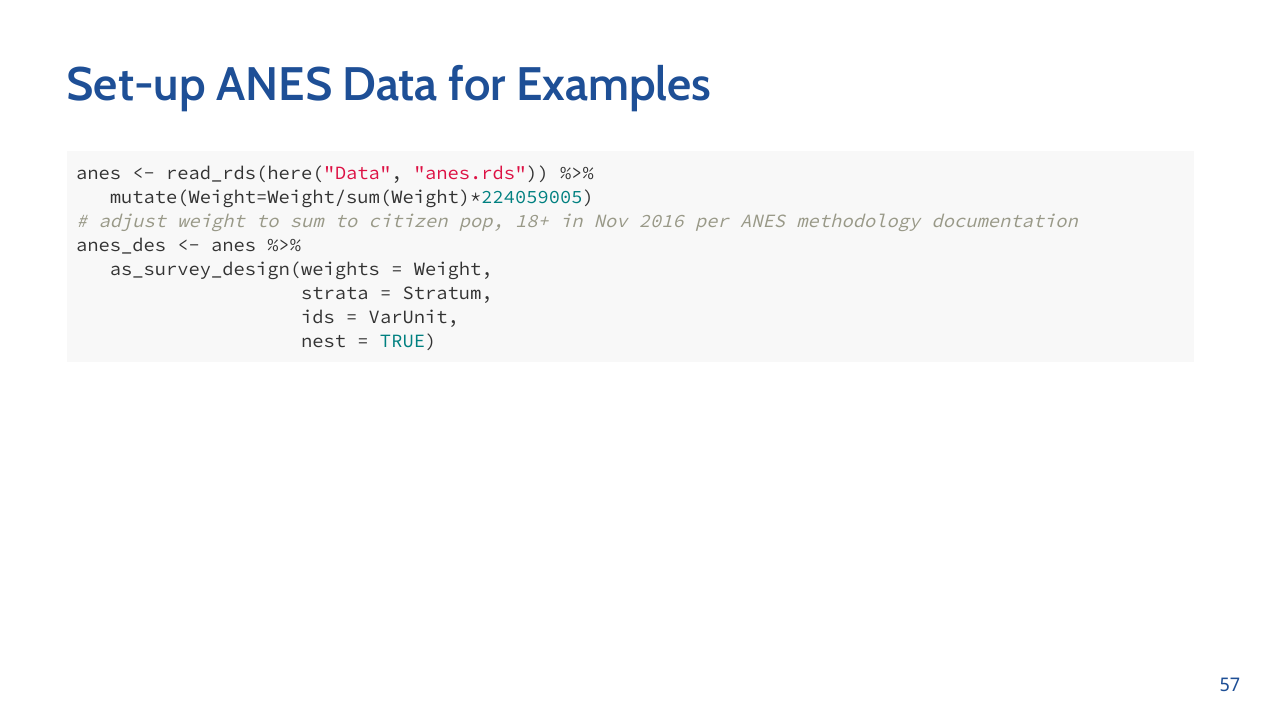 Set-up ANES Data for Examples
anes <- read_rds(here("Data", "anes.rds")) %>%
   mutate(Weight=Weight/sum(Weight)*224059005)
# adjust weight to sum to citizen pop, 18+ in Nov 2016 per ANES methodology documentation
anes_des <- anes %>%
   as_survey_design(weights = Weight,
                    strata = Stratum,
                    ids = VarUnit,
                    nest = TRUE)
57